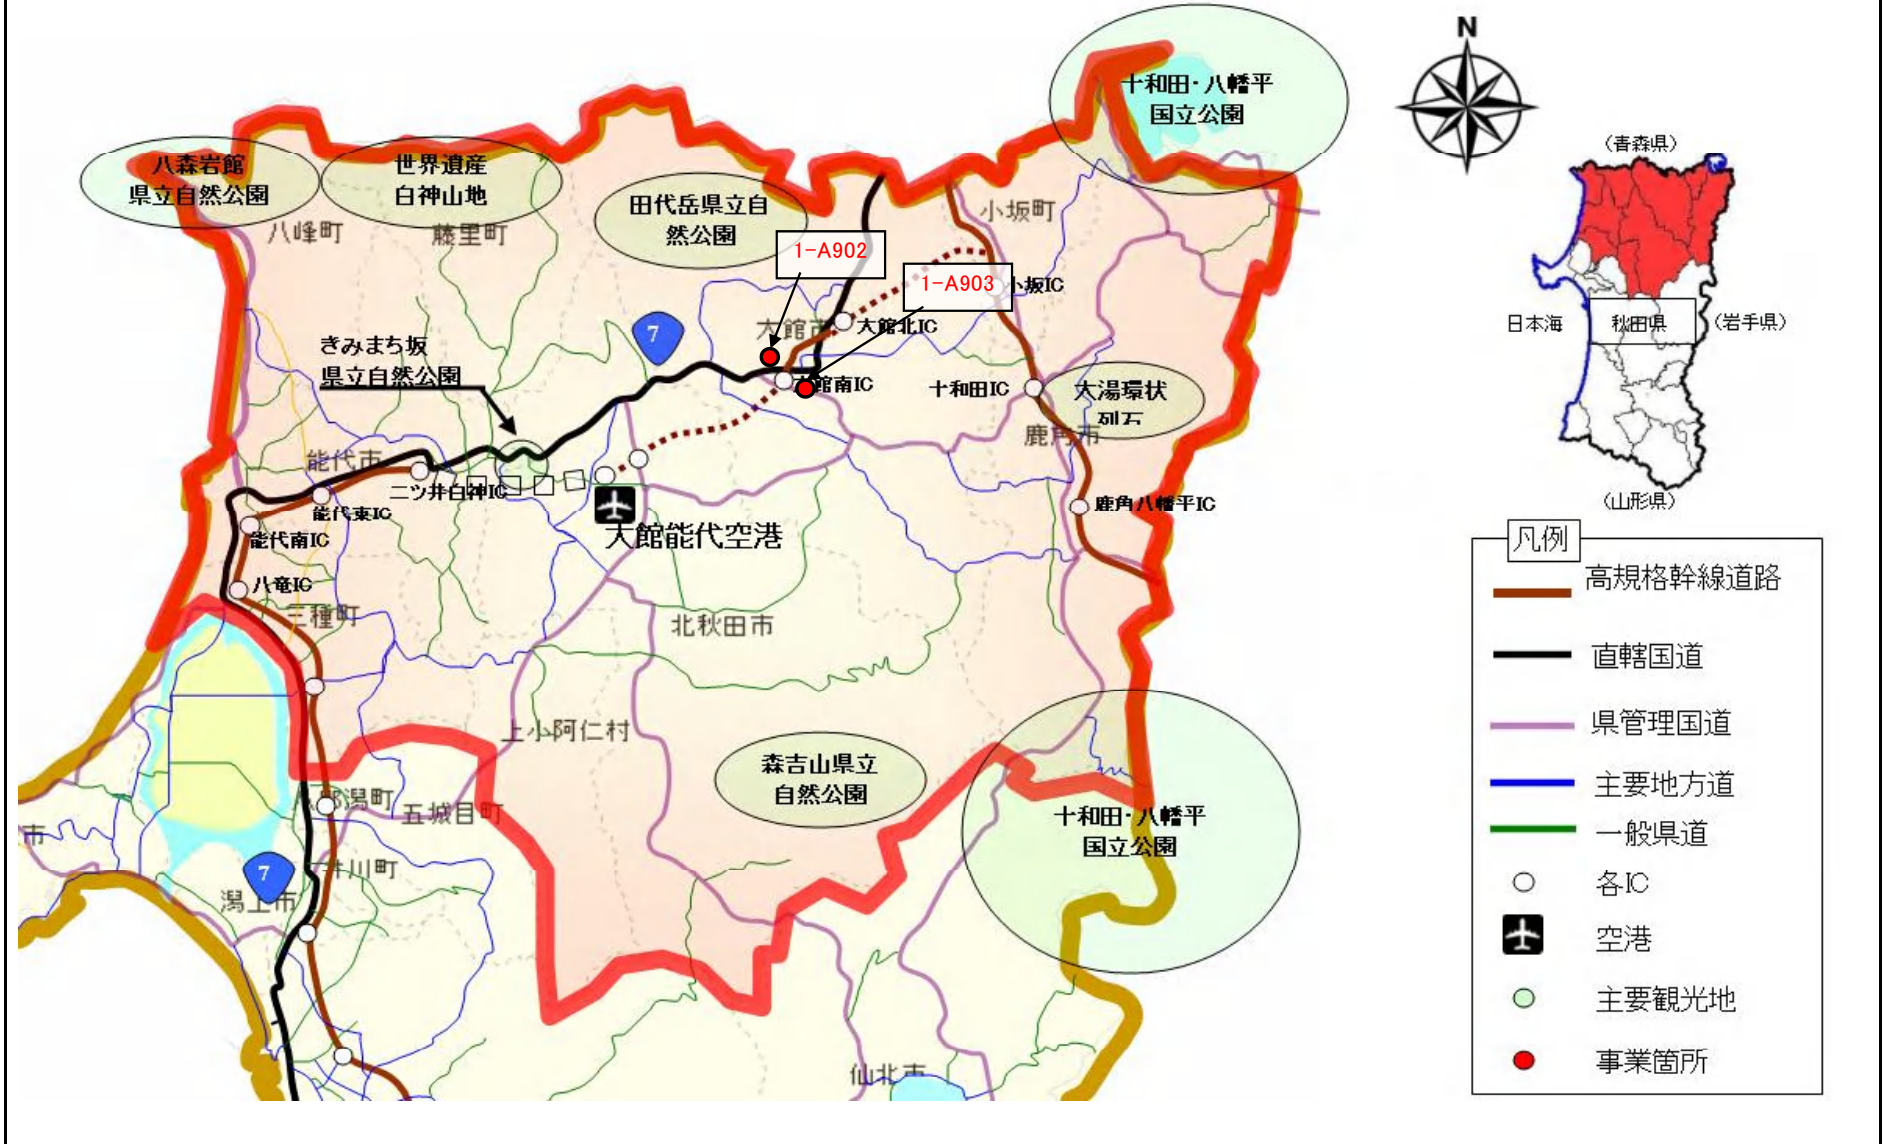 N
十和田・八幡平
国立公園
八森岩館
県立自然公園
世界遺産
白神山地
田代岳県立自
然公園
八峰町
藤里町
小坂町
1-A902
1-A903
小坂IC
大館市
大館北IC
7
きみまち坂
県立自然公園
大館南IC
十和田IC
大湯環状
列石
鹿角市
能代市
二ツ井白神IC
能代東IC
鹿角八幡平IC
大館能代空港
能代南IC
八竜IC
三種町
北秋田市
上小阿仁村
森吉山県立
自然公園
八郎潟町
五城目町
十和田・八幡平
国立公園
市
井川町
7
潟上市
仙北市
(青森県)
日本海
秋田県
(岩手県)
(山形県)
凡例
高規格幹線道路
直轄国道
県管理国道
主要地方道
一般県道
各IC
空港
主要観光地
事業箇所